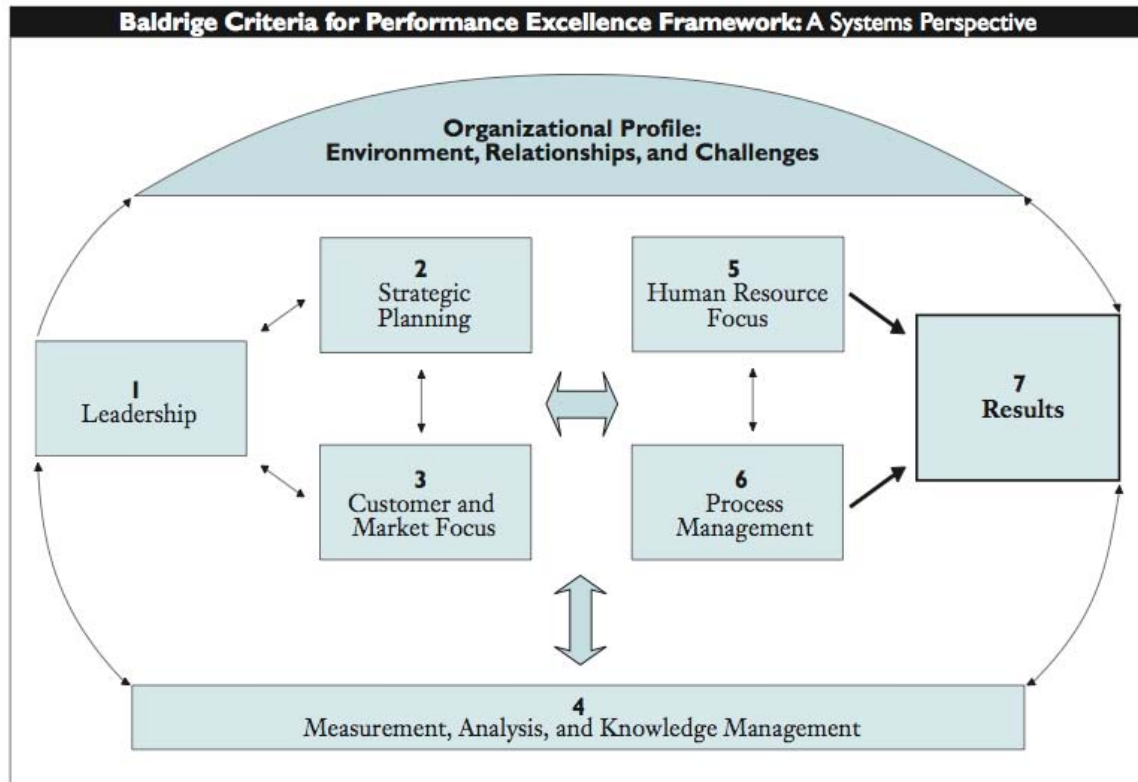 Baldrige Criteria for Performance Excellence Framework: A Systems Perspective
Organizational Profile:
Environment, Relationships, and Challenges
2
Strategic
Planning
5
Human Resource
Focus
1
Leadership
7
Results
3
Customer and
Market Focus
6
Process
Management
4
Measurement, Analysis, and Knowledge Management